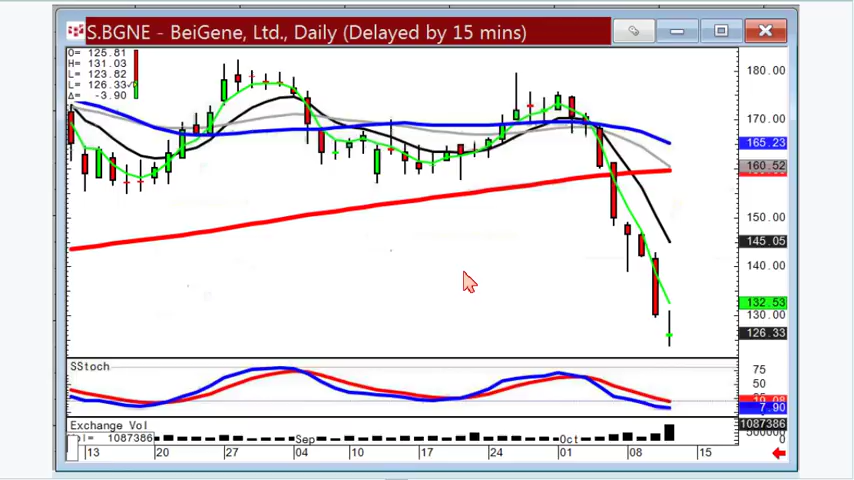 S.BGNE - BeiGene, Ltd., Daily (Delayed by 15 mins)
O= 125.81
H= 131.03
L= 123.82
L= 126.33
Δ= -3.90
180.00
170.00
165.23
160.52
150.00
145.05
140.00
132.53
130.00
126.33
SStoch
75
50
19.08
7.90
Exchange Vol
Vol = 1087386
1087386
0
Sep
Oct
13 20 27 04 10 17 24 01 08 15